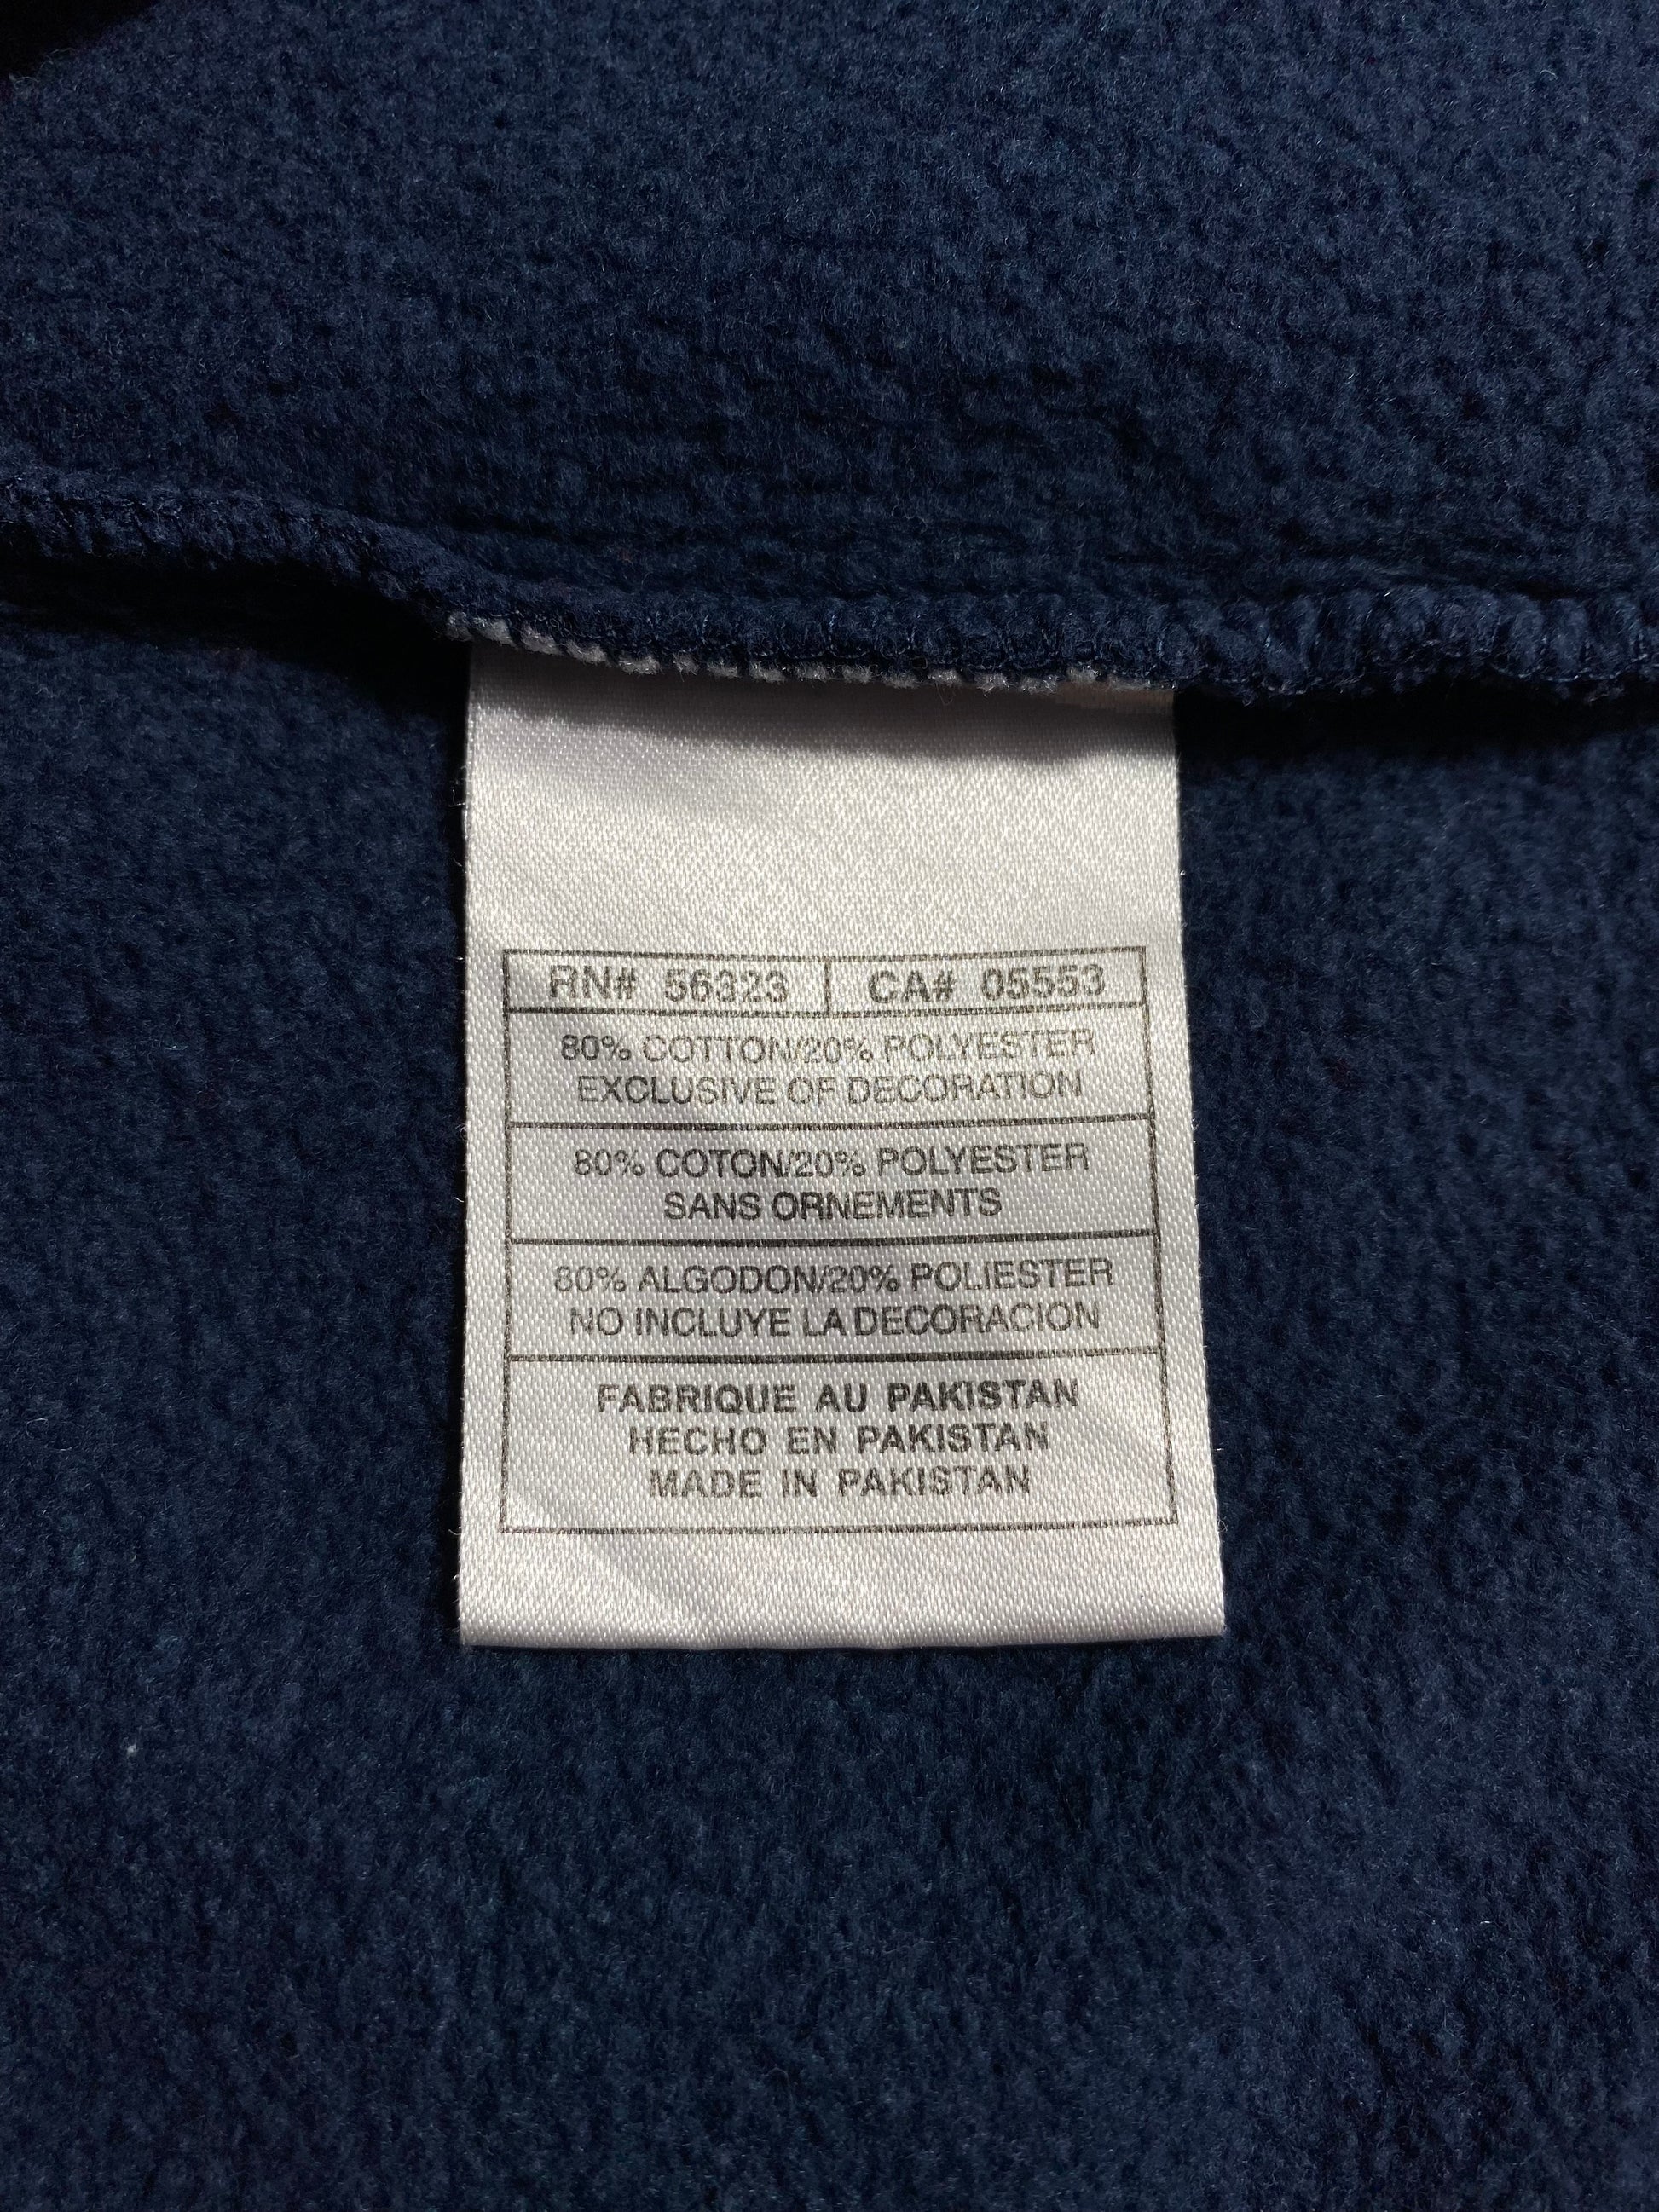 RN# 56323 CA# 05553
80% COTTON/20% POLYESTER
EXCLUSIVE OF DECORATION
80% COTON/20% POLYESTER
SANS ORNEMENTS
80% ALGODON/20% POLIESTER
NO INCLUYE LA DECORACION
FABRIQUE AU PAKISTAN
HECHO EN PAKISTAN
MADE IN PAKISTAN